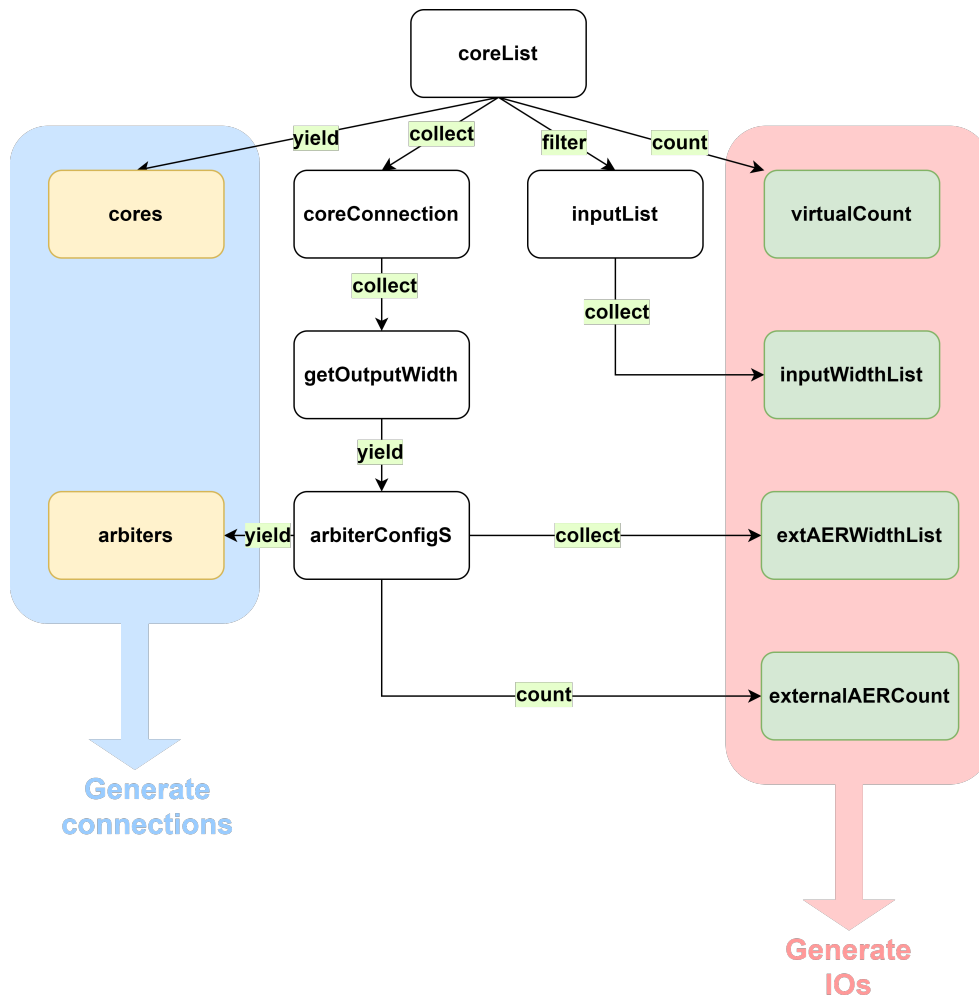 coreList
yield
collect
filter
count
cores
coreConnection
inputList
virtualCount
collect
collect
getOutputWidth
inputWidthList
yield
arbiters
yield
arbiterConfigS
collect
extAERWidthList
count
externalAERCount
Generate
connections
Generate
IOs